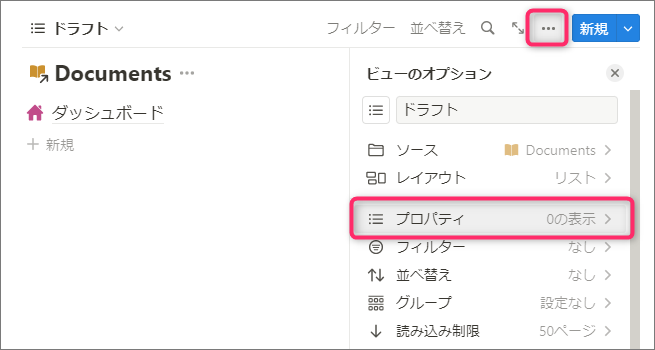 ドラフト フィルター 並べ替え 新規
Documents
ダッシュボード
新規
ビューのオプション
ドラフト
ソース Documents
レイアウト リスト
プロパティ 0の表示
フィルター なし
並べ替え なし
グループ 設定なし
読み込み制限 50ページ